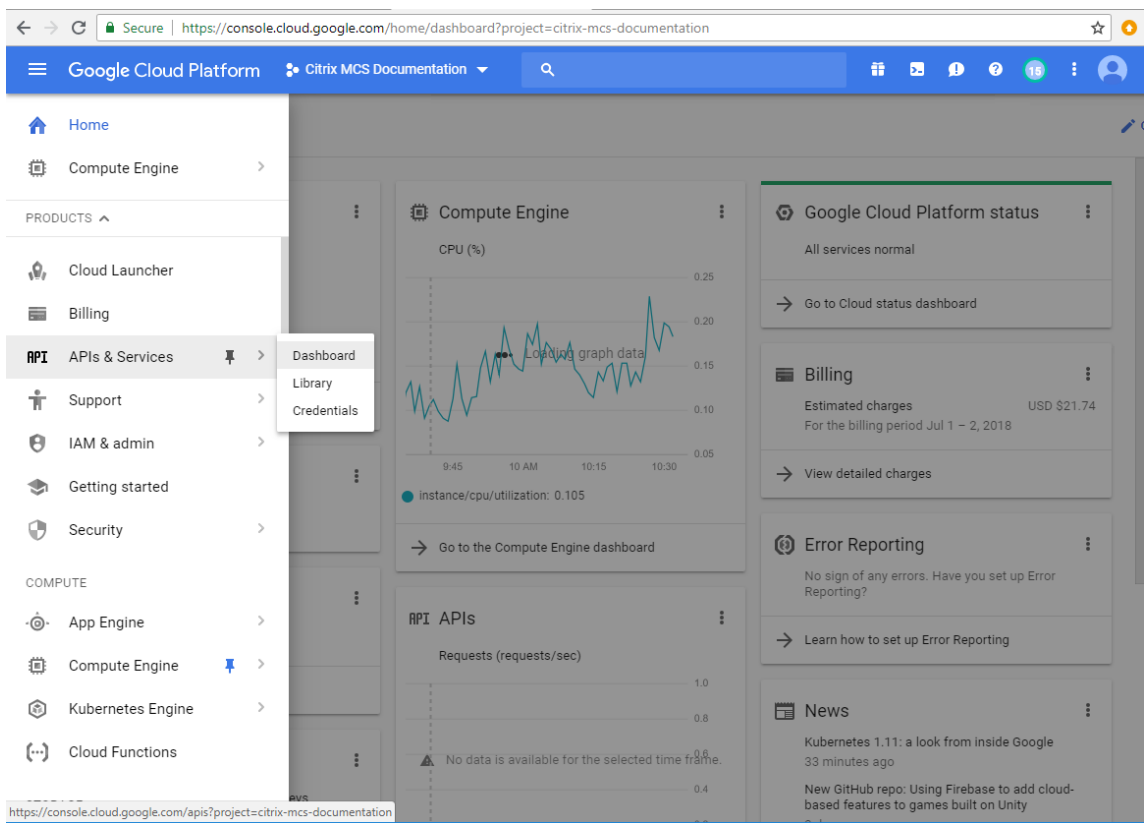 Secure | https://console.cloud.google.com/home/dashboard?project=citrix-mcs-documentation
Google Cloud Platform
Citrix MCS Documentation
15
Home
Compute Engine
PRODUCTS
Cloud Launcher
Billing
API APIs & Services
Support
IAM & admin
Getting started
Security
COMPUTE
App Engine
Compute Engine
Kubernetes Engine
Cloud Functions
Dashboard
Library
Credentials
Compute Engine
CPU (%)
0.25
0.20
Loading graph data
0.15
0.10
0.05
9:45 10 AM 10:15 10:30
instance/cpu/utilization: 0.105
Go to the Compute Engine dashboard
API APIs
Requests (requests/sec)
1.0
0.8
0.6
No data is available for the selected time frame.
0.4
Google Cloud Platform status
All services normal
Go to Cloud status dashboard
Billing
Estimated charges USD $21.74
For the billing period Jul 1 – 2, 2018
View detailed charges
Error Reporting
No sign of any errors. Have you set up Error
Reporting?
Learn how to set up Error Reporting
News
Kubernetes 1.11: a look from inside Google
33 minutes ago
New GitHub repo: Using Firebase to add cloud-
based features to games built on Unity
https://console.cloud.google.com/apis?project=citrix-mcs-documentation